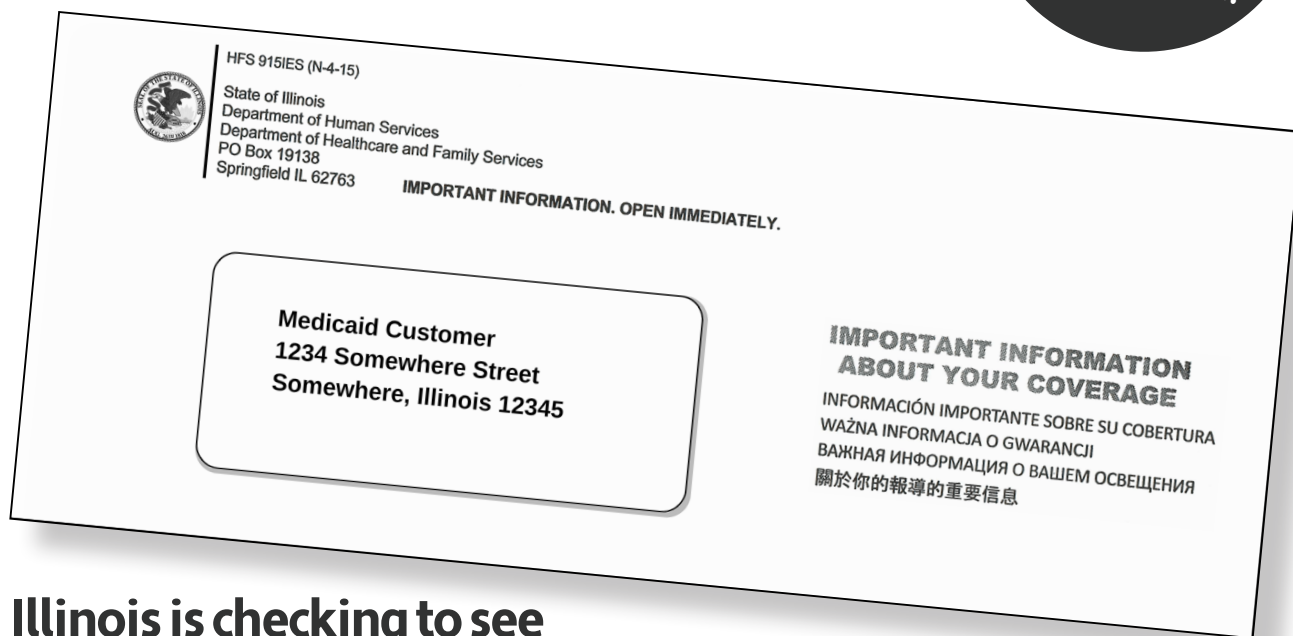 HFS 915IES (N-4-15)
State of Illinois
Department of Human Services
Department of Healthcare and Family Services
PO Box 19138
Springfield IL 62763
IMPORTANT INFORMATION. OPEN IMMEDIATELY.
Medicaid Customer
1234 Somewhere Street
Somewhere, Illinois 12345
IMPORTANT INFORMATION
ABOUT YOUR COVERAGE
INFORMACIÓN IMPORTANTE SOBRE SU COBERTURA
WAŻNA INFORMACJA O GWARANCJI
ВАЖНАЯ ИНФОРМАЦИЯ О ВАШЕМ ОСВЕЩЕНИЯ
關於你的報導的重要信息
Illinois is checking to see